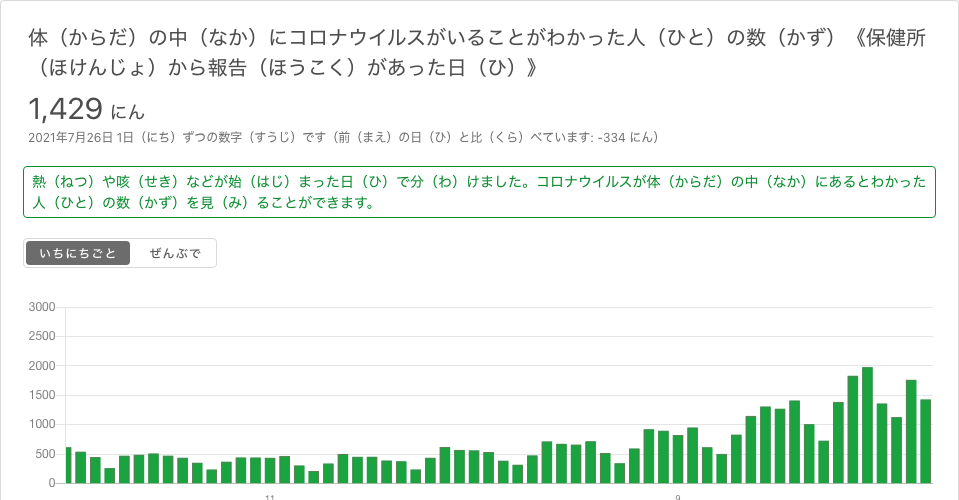 体（からだ）の中（なか）にコロナウイルスがいることがわかった人（ひと）の数（かず）《保健所
（ほけんじょ）から報告（ほうこく）があった日（ひ）》
1,429 にん
2021年7月26日 1日（にち）ずつの数字（すうじ）です（前（まえ）の日（ひ）と比（くら）べています: -334 にん）
熱（ねつ）や咳（せき）などが始（はじ）まった日（ひ）で分（わ）けました。コロナウイルスが体（からだ）の中（なか）にあるとわかった
人（ひと）の数（かず）を見（み）ることができます。
いちにちごと ぜんぶで
3000
2500
2000
1500
1000
500
0
11 9